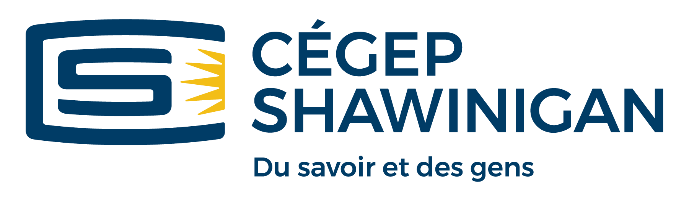 CÉGEP
SHAWINIGAN
Du savoir et des gens